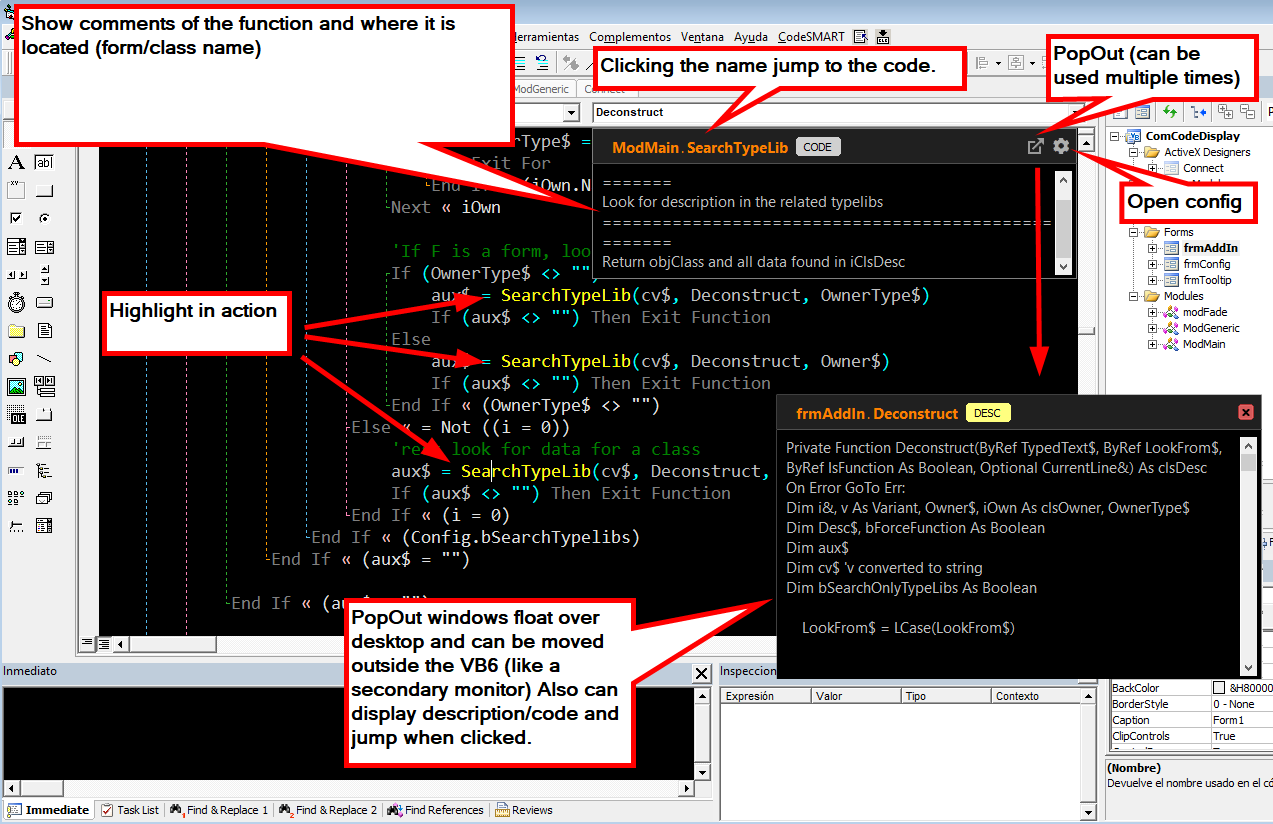 Show comments of the function and where it is
located (form/class name)
Herramientas Complementos Ventana Ayuda CodeSMART
Clicking the name jump to the code.
PopOut (can be
used multiple times)
ModGeneric Connect
Deconstruct
ModMain.SearchTypeLib CODE
=======
Look for description in the related typelibs
==================================================
=======
Return objClass and all data found in iClsDesc
Open config
ComCodeDisplay
ActiveX Designers
Connect
Forms
frmAddIn
frmConfig
frmTooltip
Modules
modFade
ModGeneric
ModMain
OwnerType$ =
Exit For
End If (iOwn.N
Next « iOwn
'If F is a form, loo
If (OwnerType$ <> ""
aux$ = SearchTypeLib(cv$, Deconstruct, OwnerType$)
If (aux$ <> "") Then Exit Function
Else
aux$ = SearchTypeLib(cv$, Deconstruct, Owner$)
If (aux$ <> "") Then Exit Function
End If « (OwnerType$ <> "")
Else « = Not ((i = 0))
look for data for a class
aux$ = SearchTypeLib(cv$, Deconstruct,
If (aux$ <> "") Then Exit Function
End If « (i = 0)
End If « (Config.bSearchTypelibs)
End If « (aux$ = "")
End If «
Highlight in action
A
ab|
XY
OLE
frmAddIn.Deconstruct DESC
Private Function Deconstruct(ByRef TypedText$, ByRef LookFrom$,
ByRef IsFunction As Boolean, Optional CurrentLine&) As clsDesc
On Error GoTo Err:
Dim i&, v As Variant, Owner$, iOwn As clsOwner, OwnerType$
Dim Desc$, bForceFunction As Boolean
Dim aux$
Dim cv$ 'v converted to string
Dim bSearchOnlyTypeLibs As Boolean
LookFrom$ = LCase(LookFrom$)
PopOut windows float over
desktop and can be moved
outside the VB6 (like a
secondary monitor) Also can
display description/code and
jump when clicked.
Inmediato
Inspeccion
Expresión Valor Tipo Contexto
BackColor &H80000
BorderStyle 0 - None
Caption Form1
ClipControls True
(Nombre)
Devuelve el nombre usado en el có
Immediate Task List Find & Replace 1 Find & Replace 2 Find References Reviews